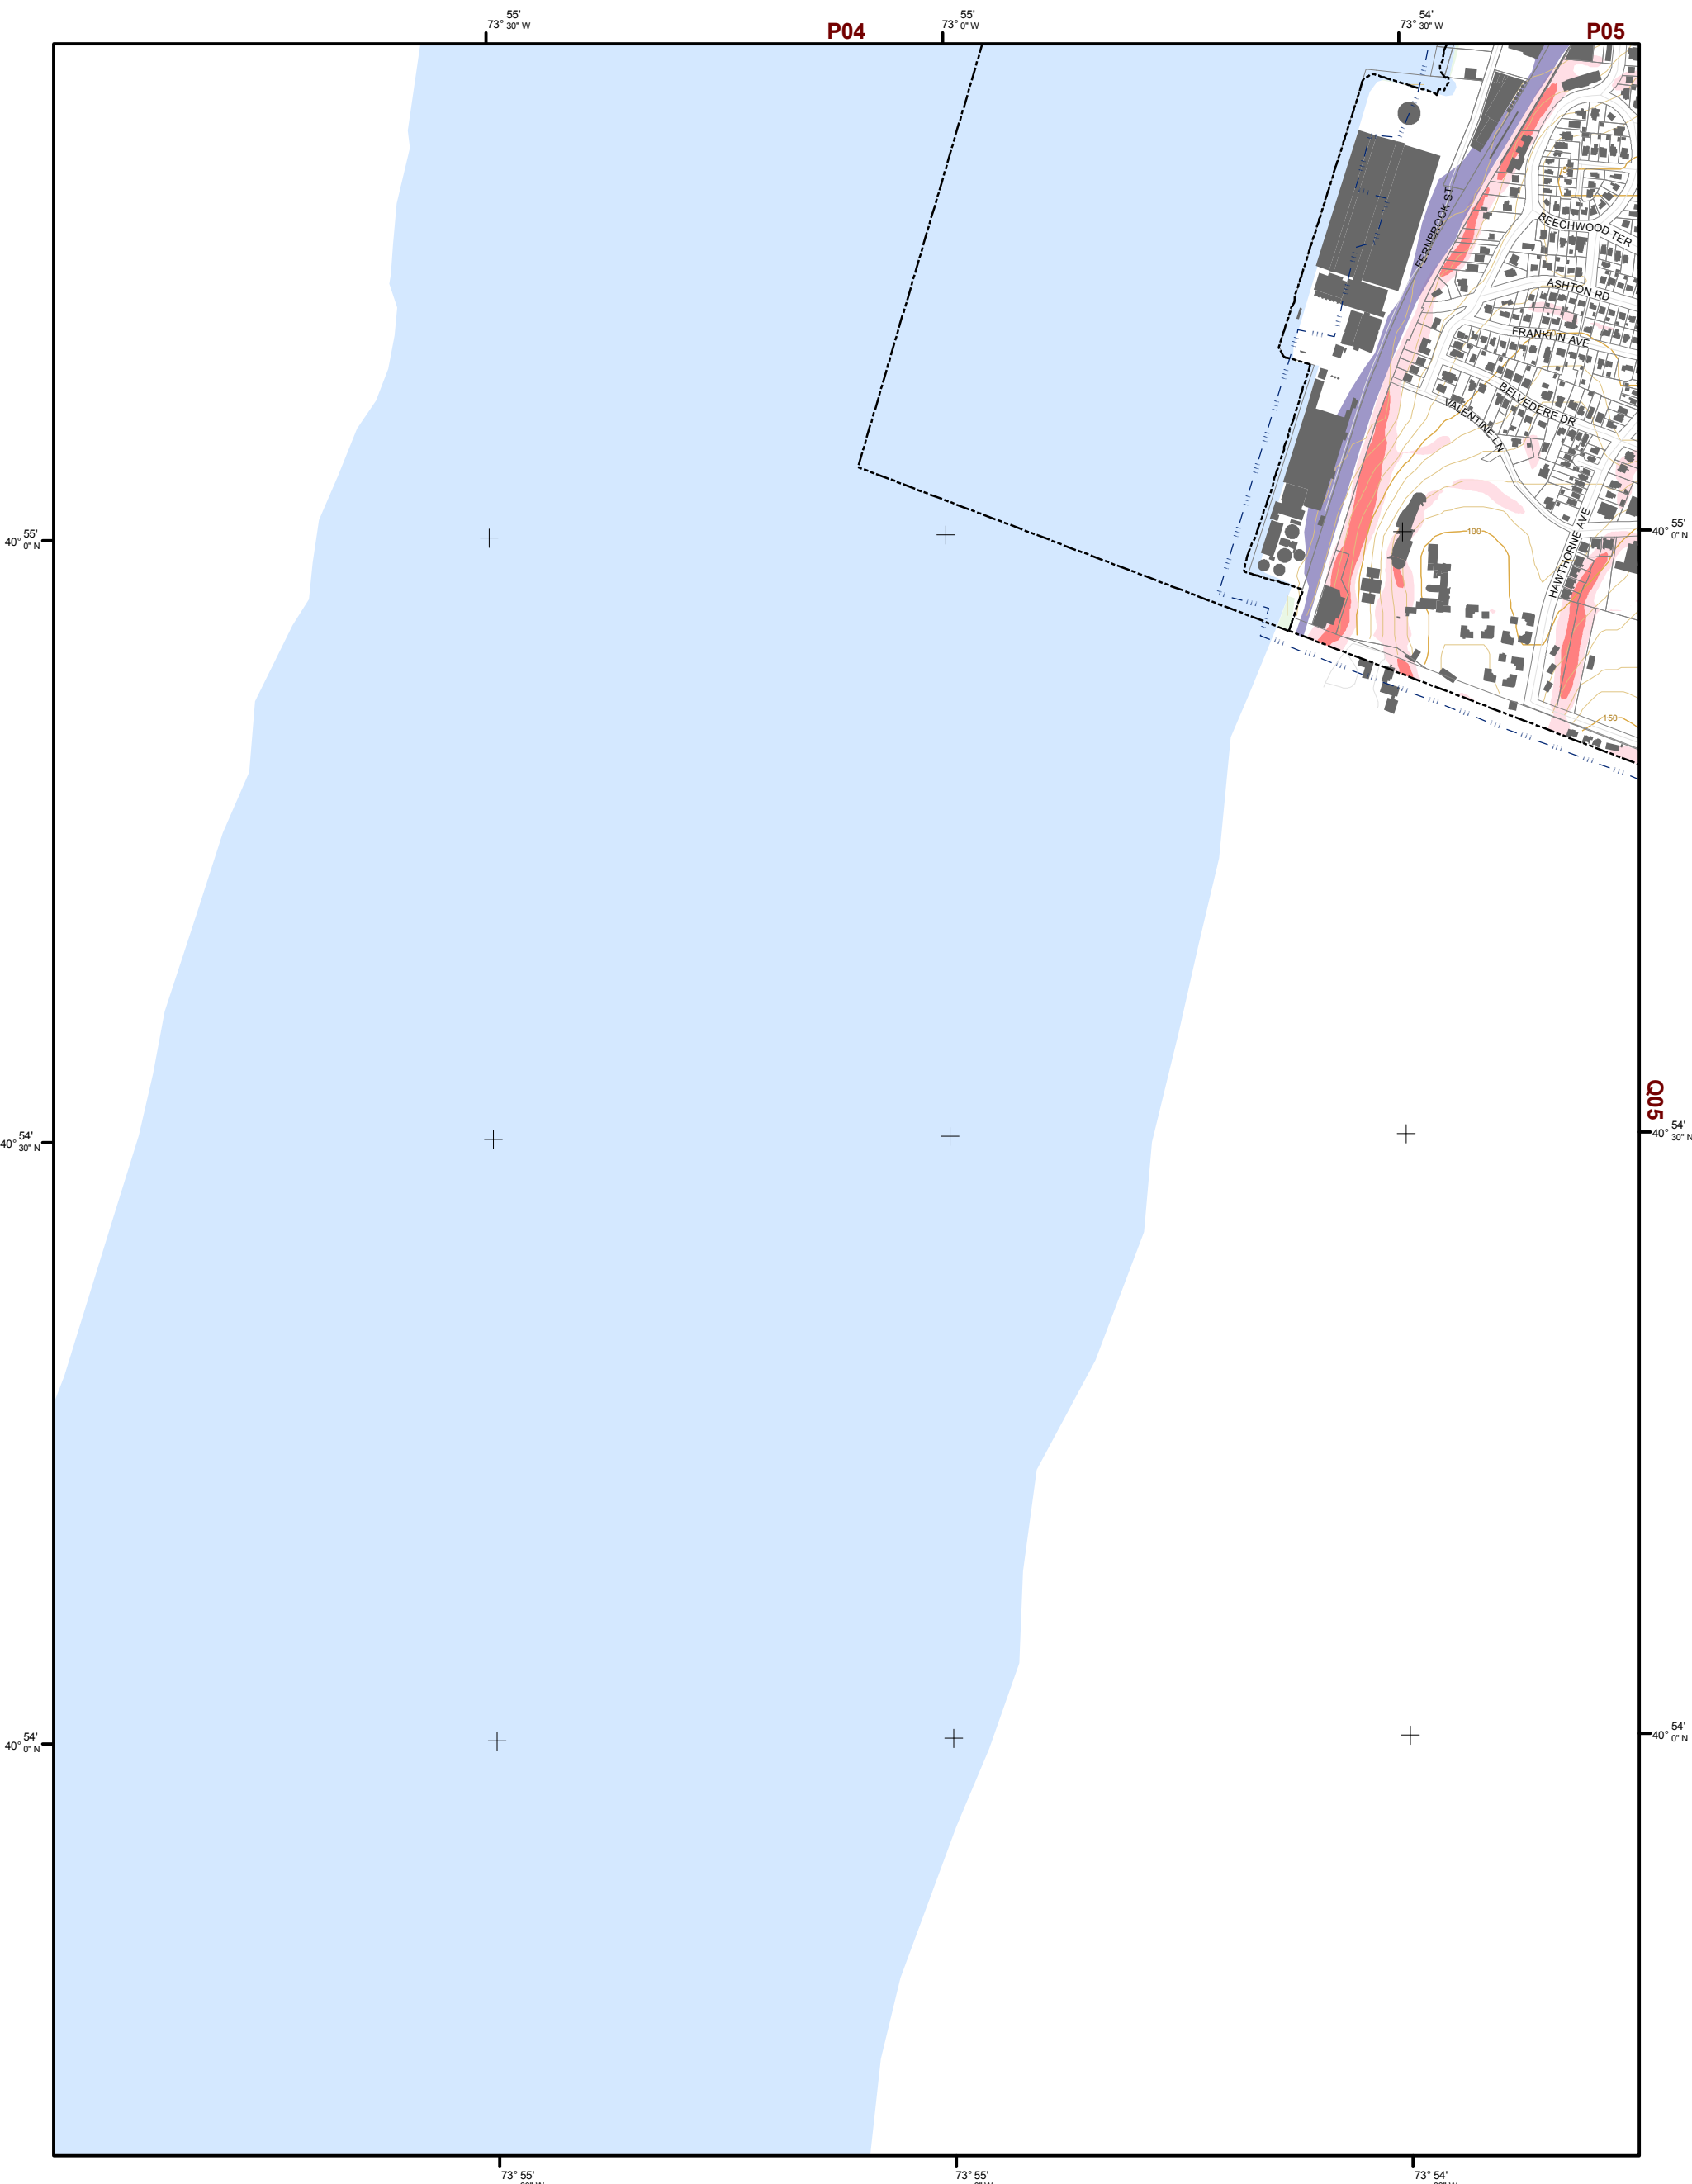 55'
73° 30" W
P04
55'
73° 0" W
54'
73° 30" W
P05
FERNBROOK ST
BEECHWOOD TER
ASHTON RD
FRANKLIN AVE
BELVEDERE DR
VALENTINE LN
HAWTHORNE AVE
100
150
55'
40° 0" N
55'
40° 0" N
Q05
54'
40° 30" N
54'
40° 30" N
54'
40° 0" N
54'
40° 0" N
73° 55'
73° 55'
73° 54'